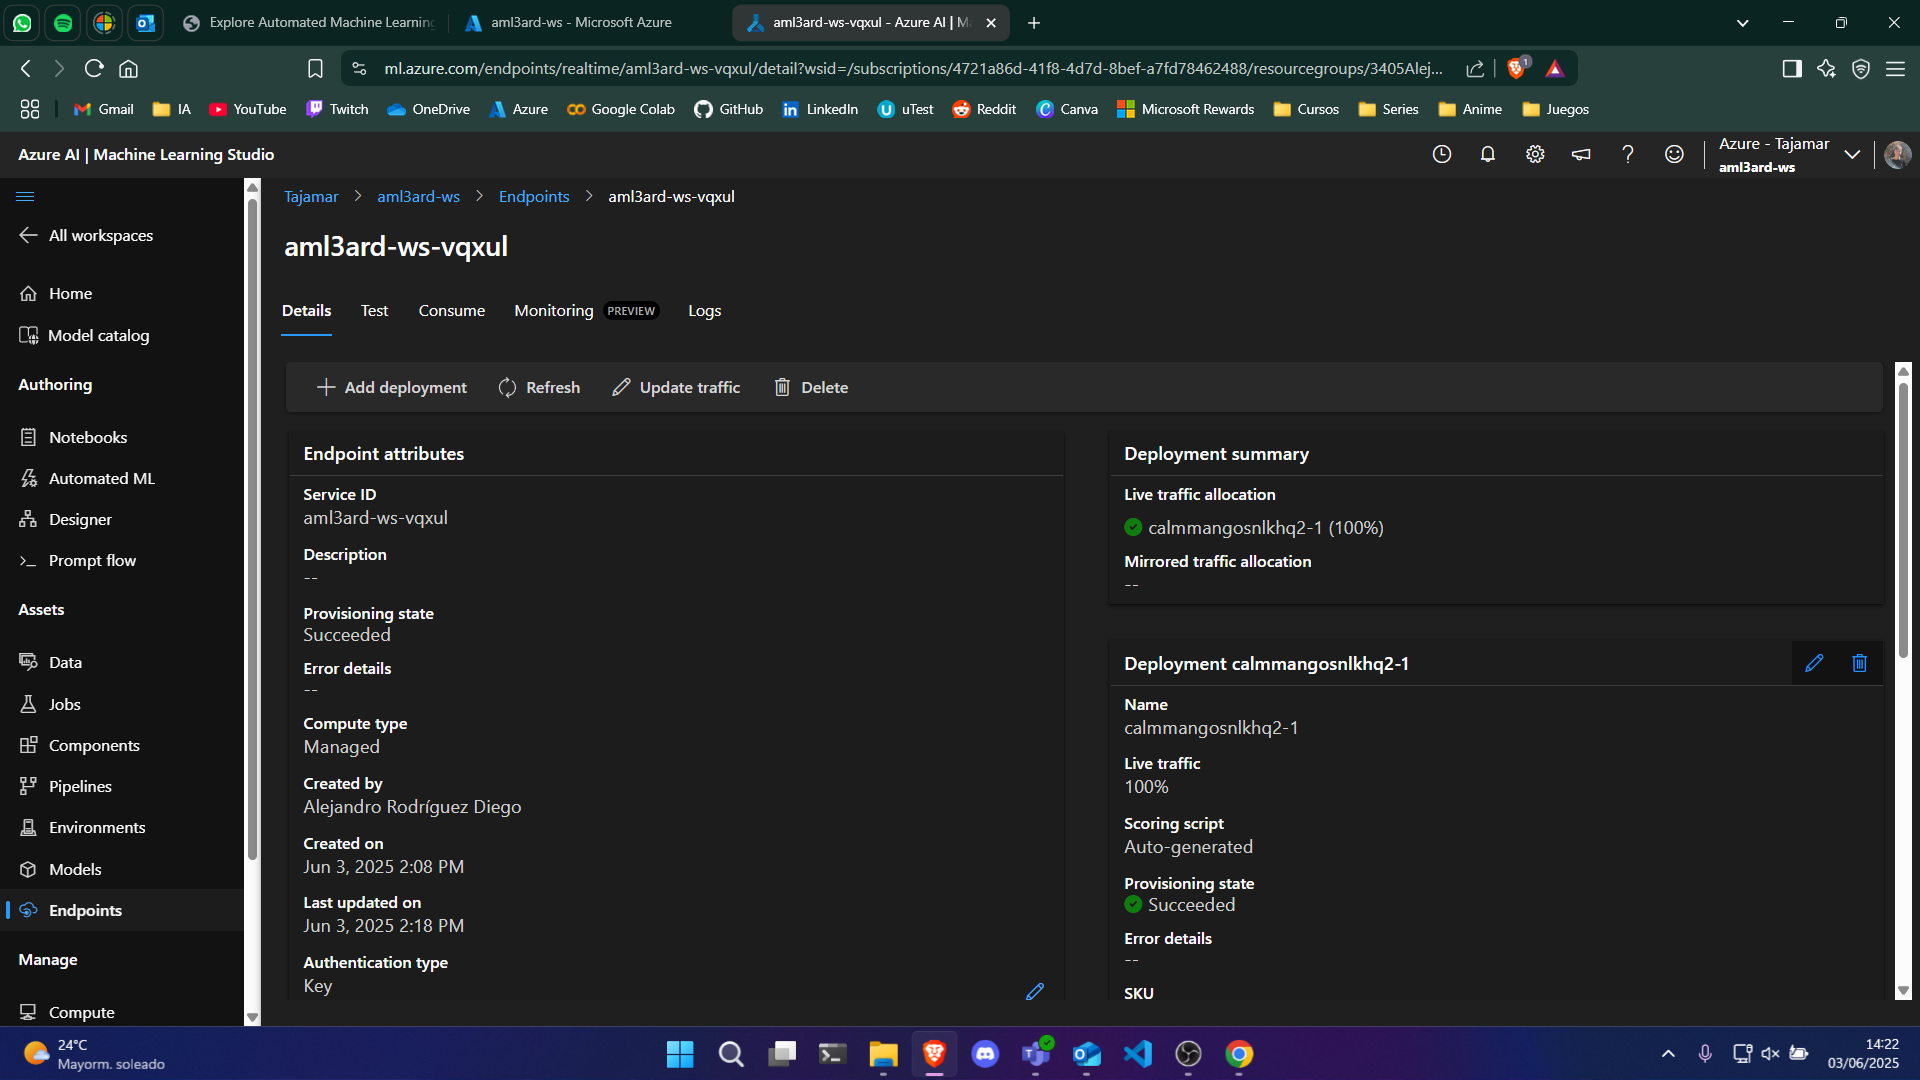 Explore Automated Machine Learning
aml3ard-ws - Microsoft Azure
aml3ard-ws-vqxul - Azure AI | M
ml.azure.com/endpoints/realtime/aml3ard-ws-vqxul/detail?wsid=/subscriptions/4721a86d-41f8-4d7d-8bef-a7fd78462488/resourcegroups/3405Alej...
1
Gmail
IA
YouTube
Twitch
OneDrive
Azure
Google Colab
GitHub
LinkedIn
uTest
Reddit
Canva
Microsoft Rewards
Cursos
Series
Anime
Juegos
Azure AI | Machine Learning Studio
Azure - Tajamar
aml3ard-ws
All workspaces
Home
Model catalog
Authoring
Notebooks
Automated ML
Designer
Prompt flow
Assets
Data
Jobs
Components
Pipelines
Environments
Models
Endpoints
Manage
Compute
Tajamar > aml3ard-ws > Endpoints > aml3ard-ws-vqxul
aml3ard-ws-vqxul
Details
Test
Consume
Monitoring PREVIEW
Logs
Add deployment
Refresh
Update traffic
Delete
Endpoint attributes
Service ID
aml3ard-ws-vqxul
Description
--
Provisioning state
Succeeded
Error details
--
Compute type
Managed
Created by
Alejandro Rodríguez Diego
Created on
Jun 3, 2025 2:08 PM
Last updated on
Jun 3, 2025 2:18 PM
Authentication type
Key
Deployment summary
Live traffic allocation
calmmangosnlkhq2-1 (100%)
Mirrored traffic allocation
--
Deployment calmmangosnlkhq2-1
Name
calmmangosnlkhq2-1
Live traffic
100%
Scoring script
Auto-generated
Provisioning state
Succeeded
Error details
--
SKU
24°C
Mayorm. soleado
14:22
03/06/2025